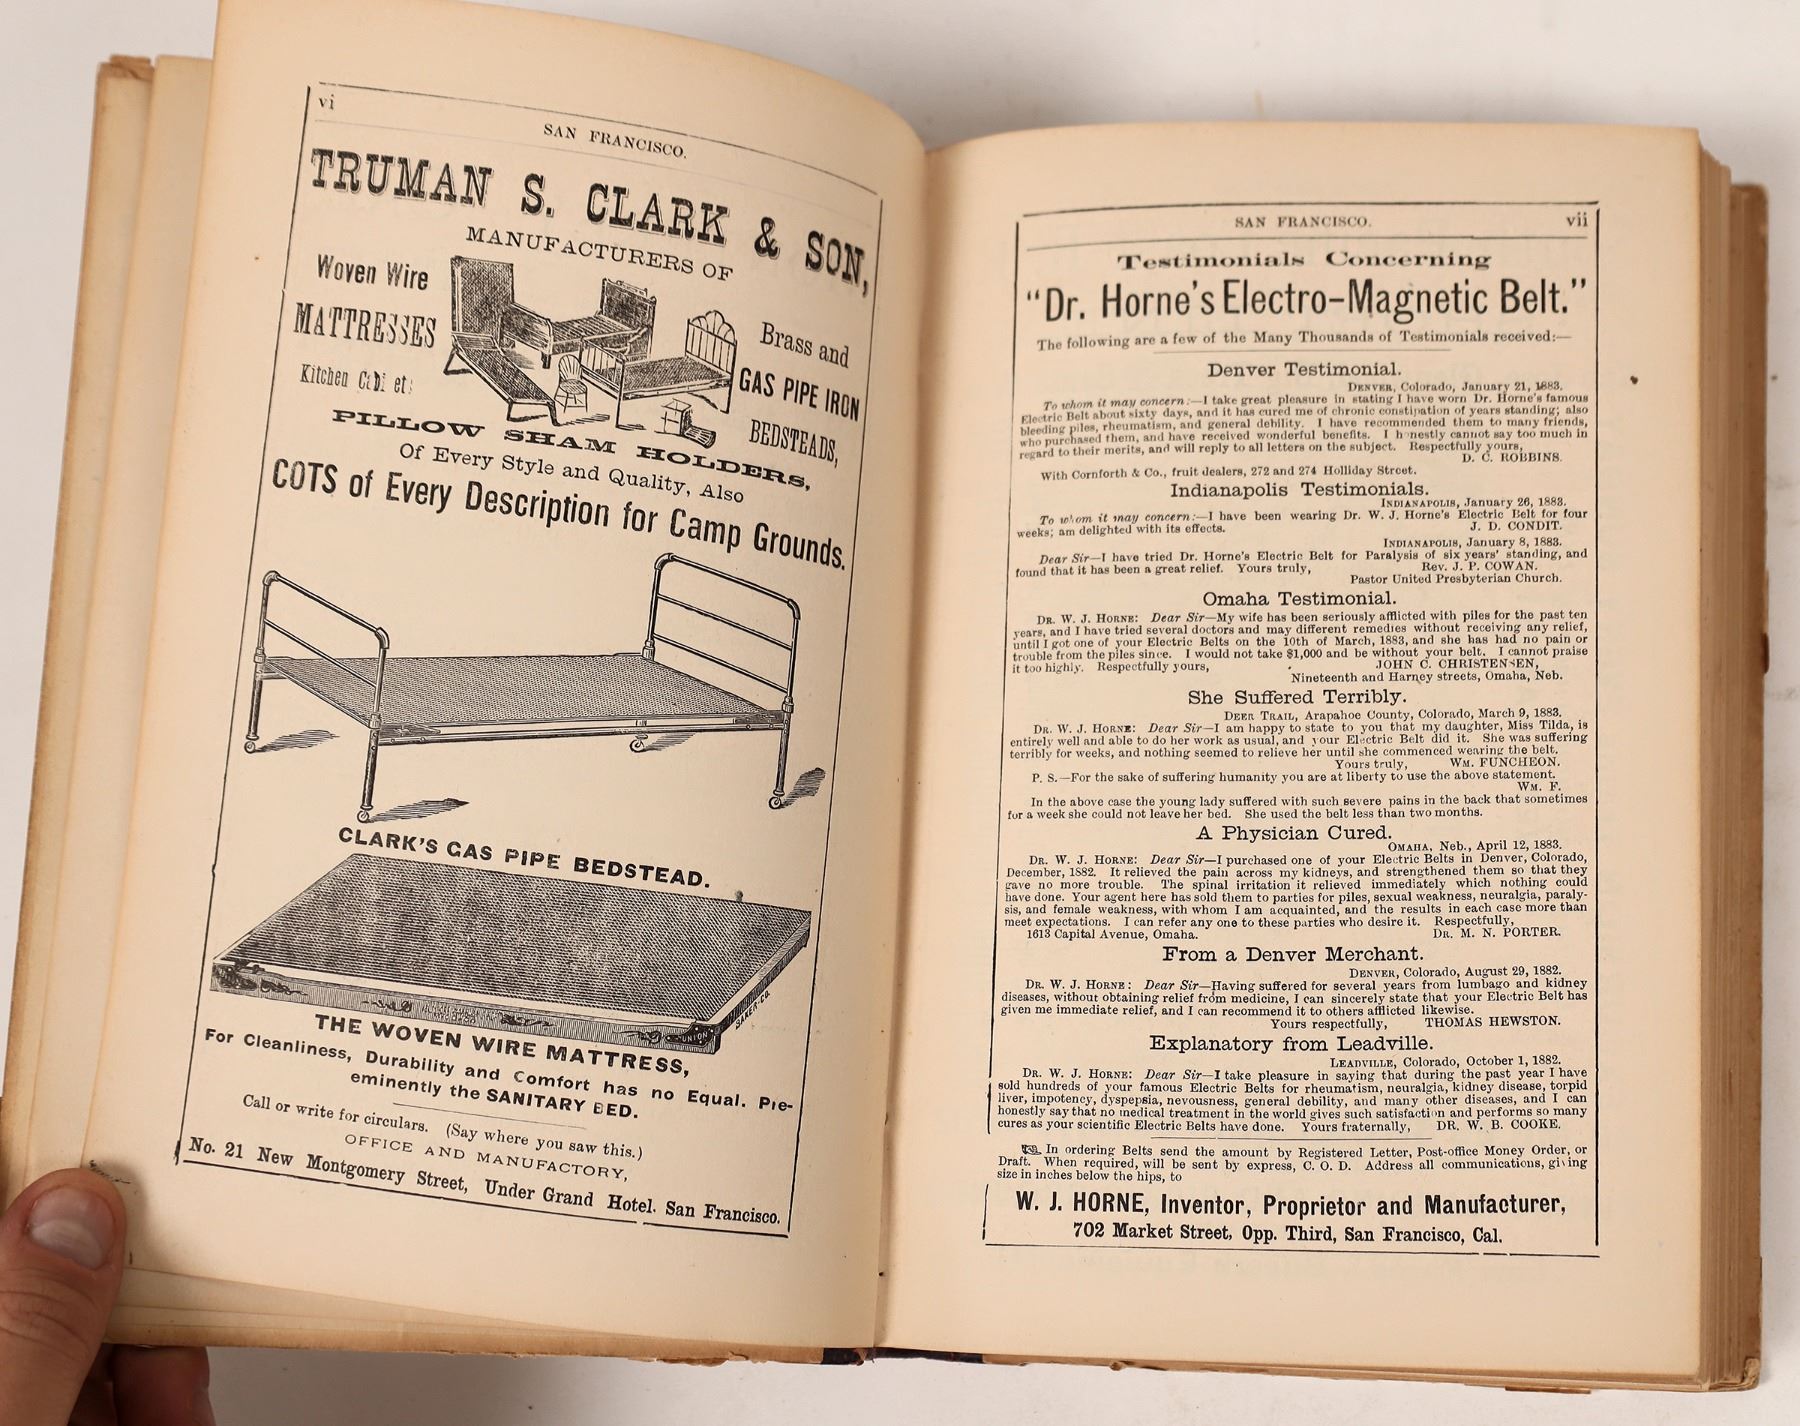 vi
SAN FRANCISCO.
TRUMAN S. CLARK & SON,
MANUFACTURERS OF
Woven Wire
MATTRESSES
Kitchen
Brass and
GAS PIPE IRON
BEDSTEADS,
PILLOW SHAM HOLDERS,
Of Every Style and Quality, Also
COTS of Every Description for Camp Grounds.
CLARK'S GAS PIPE BEDSTEAD.
UNION
BAKER-CO.
THE WOVEN WIRE MATTRESS,
For Cleanliness, Durability and Comfort has no Equal. Pre-
eminently the SANITARY BED.
Call or write for circulars. (Say where you saw this.)
OFFICE AND MANUFACTORY,
No. 21 New Montgomery Street, Under Grand Hotel. San Francisco.
SAN FRANCISCO. vii
Testimonials Concerning
"Dr. Horne's Electro-Magnetic Belt."
The following are a few of the Many Thousands of Testimonials received:—
Denver Testimonial.
DENVER, Colorado, January 21, 1883.
To whom it may concern:—I take great pleasure in stating I have worn Dr. Horne's famous
Electric Belt about sixty days, and it has cured me of chronic constipation of years standing; also
bleeding piles, rheumatism, and general debility. I have recommended them to many friends,
who purchased them, and have received wonderful benefits. I honestly cannot say too much in
regard to their merits, and will reply to all letters on the subject. Respectfully yours,
D. C. ROBBINS.
With Cornforth & Co., fruit dealers, 272 and 274 Holliday Street.
Indianapolis Testimonials.
INDIANAPOLIS, January 26, 1883.
To whom it may concern:—I have been wearing Dr. W. J. Horne's Electric Belt for four
weeks; am delighted with its effects. J. D. CONDIT.
INDIANAPOLIS, January 8, 1883.
Dear Sir—I have tried Dr. Horne's Electric Belt for Paralysis of six years' standing, and
found that it has been a great relief. Yours truly, Rev. J. P. COWAN.
Pastor United Presbyterian Church.
Omaha Testimonial.
DR. W. J. HORNE: Dear Sir—My wife has been seriously afflicted with piles for the past ten
years, and I have tried several doctors and may different remedies without receiving any relief,
until I got one of your Electric Belts on the 10th of March, 1883, and she has had no pain or
trouble from the piles since. I would not take $1,000 and be without your belt. I cannot praise
it too highly. Respectfully yours, JOHN C. CHRISTENSEN,
Nineteenth and Harney streets, Omaha, Neb.
She Suffered Terribly.
DEER TRAIL, Arapahoe County, Colorado, March 9, 1883.
DR. W. J. HORNE: Dear Sir—I am happy to state to you that my daughter, Miss Tilda, is
entirely well and able to do her work as usual, and your Electric Belt did it. She was suffering
terribly for weeks, and nothing seemed to relieve her until she commenced wearing the belt.
Yours truly, WM. FUNCHEON.
P. S.—For the sake of suffering humanity you are at liberty to use the above statement.
WM. F.
In the above case the young lady suffered with such severe pains in the back that sometimes
for a week she could not leave her bed. She used the belt less than two months.
A Physician Cured.
OMAHA, Neb., April 12, 1883.
DR. W. J. HORNE: Dear Sir—I purchased one of your Electric Belts in Denver, Colorado,
December, 1882. It relieved the pain across my kidneys, and strengthened them so that they
gave no more trouble. The spinal irritation it relieved immediately which nothing could
have done. Your agent here has sold them to parties for piles, sexual weakness, neuralgia, paraly-
sis, and female weakness, with whom I am acquainted, and the results in each case more than
meet expectations. I can refer any one to these parties who desire it. Respectfully,
1613 Capital Avenue, Omaha. DR. M. N. PORTER.
From a Denver Merchant.
DENVER, Colorado, August 29, 1882.
DR. W. J. HORNE: Dear Sir—Having suffered for several years from lumbago and kidney
diseases, without obtaining relief from medicine, I can sincerely state that your Electric Belt has
given me immediate relief, and I can recommend it to others afflicted likewise.
Yours respectfully, THOMAS HEWSTON.
Explanatory from Leadville.
LEADVILLE, Colorado, October 1, 1882.
DR. W. J. HORNE: Dear Sir—I take pleasure in saying that during the past year I have
sold hundreds of your famous Electric Belts for rheumatism, neuralgia, kidney disease, torpid
liver, impotency, dyspepsia, nevousness, general debility, and many other diseases, and I can
honestly say that no medical treatment in the world gives such satisfaction and performs so many
cures as your scientific Electric Belts have done. Yours fraternally, DR. W. B. COOKE.
In ordering Belts send the amount by Registered Letter, Post-office Money Order, or
Draft. When required, will be sent by express, C. O. D. Address all communications, giving
size in inches below the hips, to
W. J. HORNE, Inventor, Proprietor and Manufacturer,
702 Market Street, Opp. Third, San Francisco, Cal.